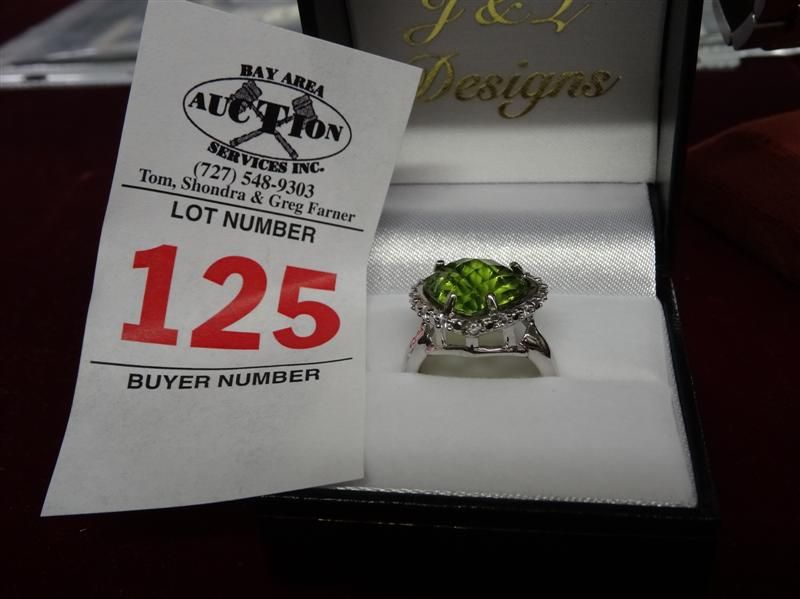 BAY AREA
AUCTION
SERVICES INC.
(727) 548-9303
Tom, Shondra & Greg Farner
LOT NUMBER
125
BUYER NUMBER
J & L
Designs